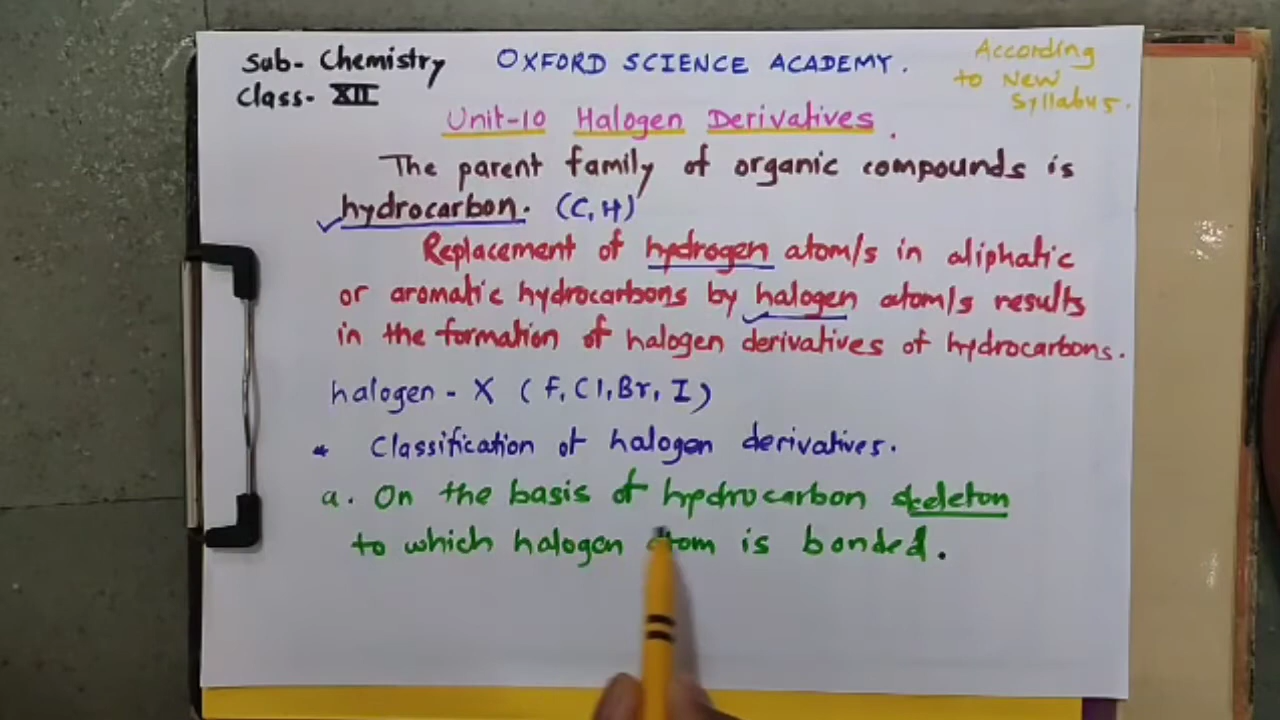 Sub- Chemistry OXFORD SCIENCE ACADEMY. According
Class- XII to New
Syllabus.
Unit-10 Halogen Derivatives.
The parent family of organic compounds is
hydrocarbon. (C, H)
Replacement of hydrogen atom/s in aliphatic
or aromatic hydrocarbons by halogen atom/s results
in the formation of halogen derivatives of hydrocarbons.
halogen - X (F, Cl, Br, I)
* Classification of halogen derivatives.
a. On the basis of hydrocarbon skeleton
to which halogen atom is bonded.